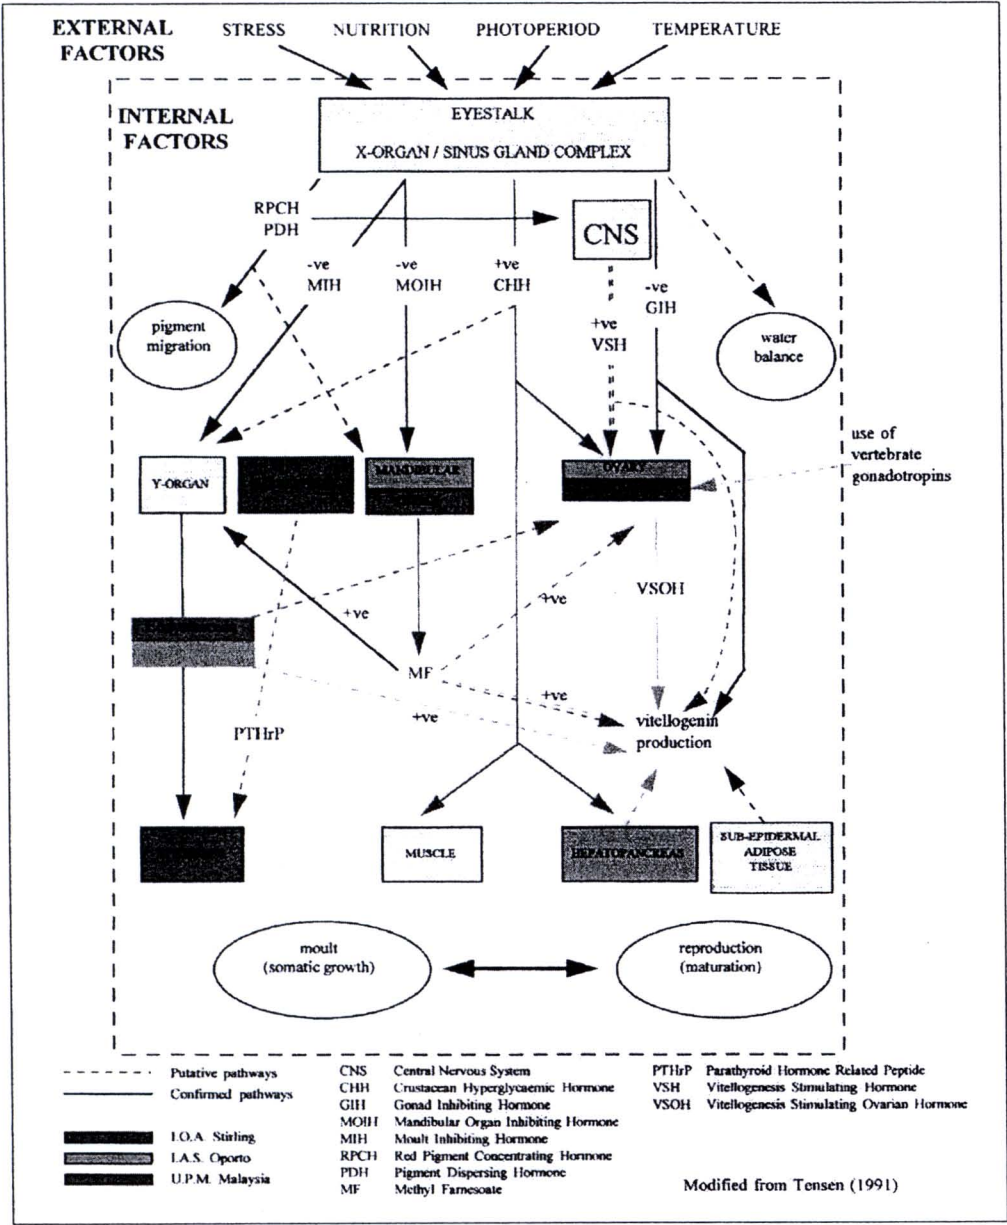 EXTERNAL
FACTORS
STRESS
NUTRITION
PHOTOPERIOD
TEMPERATURE
INTERNAL
FACTORS
EYESTALK
X-ORGAN / SINUS GLAND COMPLEX
RPCH
PDH
CNS
-ve
MIH
-ve
MOIH
+ve
CHH
+ve
VSH
-ve
GIH
pigment
migration
water
balance
use of
vertebrate
gonadotropins
Y-ORGAN
MANDIBULAR
OVARY
+ve
+ve
VSOH
MF
+ve
+ve
PTHrP
vitellogenin
production
MUSCLE
HEPATOPANCREAS
SUB-EPIDERMAL
ADIPOSE
TISSUE
moult
(somatic growth)
reproduction
(maturation)
Putative pathways
Confirmed pathways
I.O.A. Stirling
I.A.S. Oporto
U.P.M. Malaysia
CNS Central Nervous System
CHH Crustacean Hyperglycaemic Hormone
GIH Gonad Inhibiting Hormone
MOIH Mandibular Organ Inhibiting Hormone
MIH Moult Inhibiting Hormone
RPCH Red Pigment Concentrating Hormone
PDH Pigment Dispersing Hormone
MF Methyl Farnesoate
PTHrP Parathyroid Hormone Related Peptide
VSH Vitellogenesis Stimulating Hormone
VSOH Vitellogenesis Stimulating Ovarian Hormone
Modified from Tensen (1991)